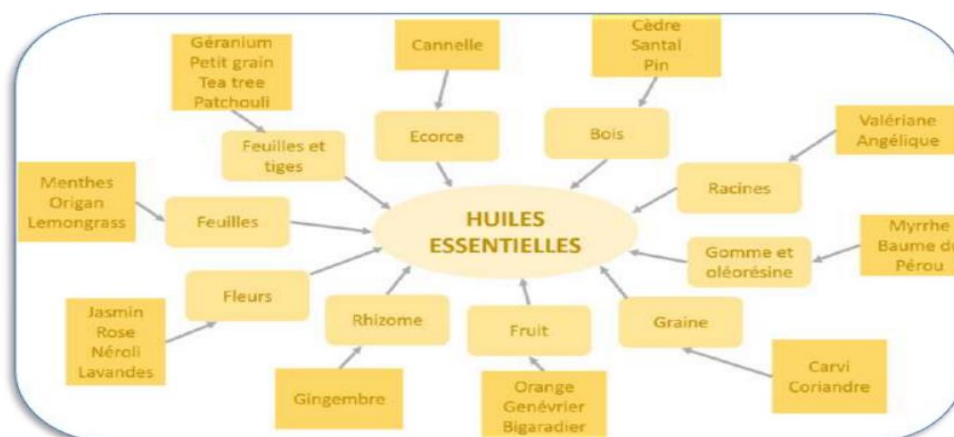 Géranium
Petit grain
Tea tree
Patchouli
Cannelle
Cèdre
Santal
Pin
Feuilles et
tiges
Ecorce
Bois
Valériane
Angélique
Menthes
Origan
Lemongrass
Feuilles
HUILES
ESSENTIELLES
Racines
Gomme et
oléorésine
Myrrhe
Baume du
Pérou
Fleurs
Jasmin
Rose
Néroli
Lavandes
Rhizome
Gingembre
Fruit
Orange
Genévrier
Bigaradier
Graine
Carvi
Coriandre